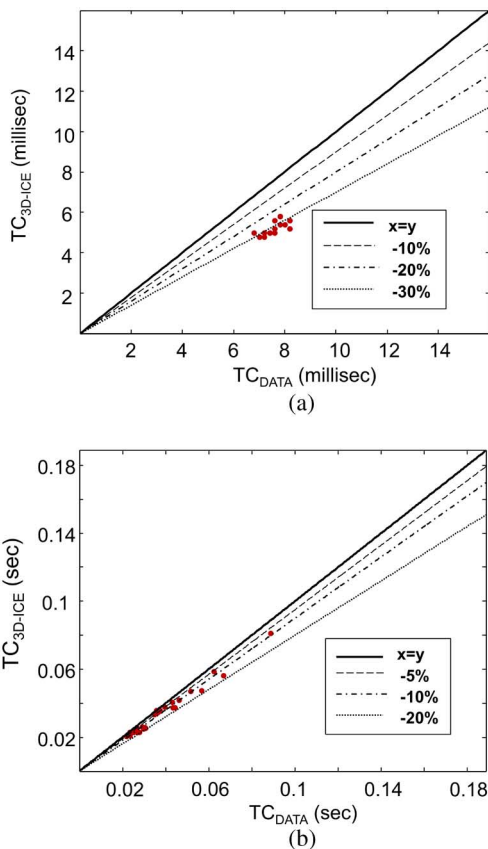 16
14
12
10
8
6
4
2
TC3D-ICE (millisec)
x=y
-10%
-20%
-30%
2 4 6 8 10 12 14
TCDATA (millisec)
(a)
0.18
0.14
0.1
0.06
0.02
TC3D-ICE (sec)
x=y
-5%
-10%
-20%
0.02 0.06 0.1 0.14 0.18
TCDATA (sec)
(b)